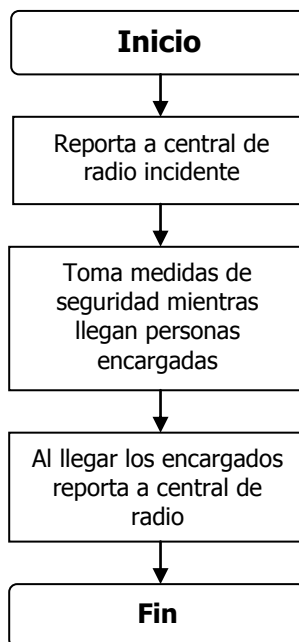 Inicio
Reporta a central de
radio incidente
Toma medidas de
seguridad mientras
llegan personas
encargadas
Al llegar los encargados
reporta a central de
radio
Fin